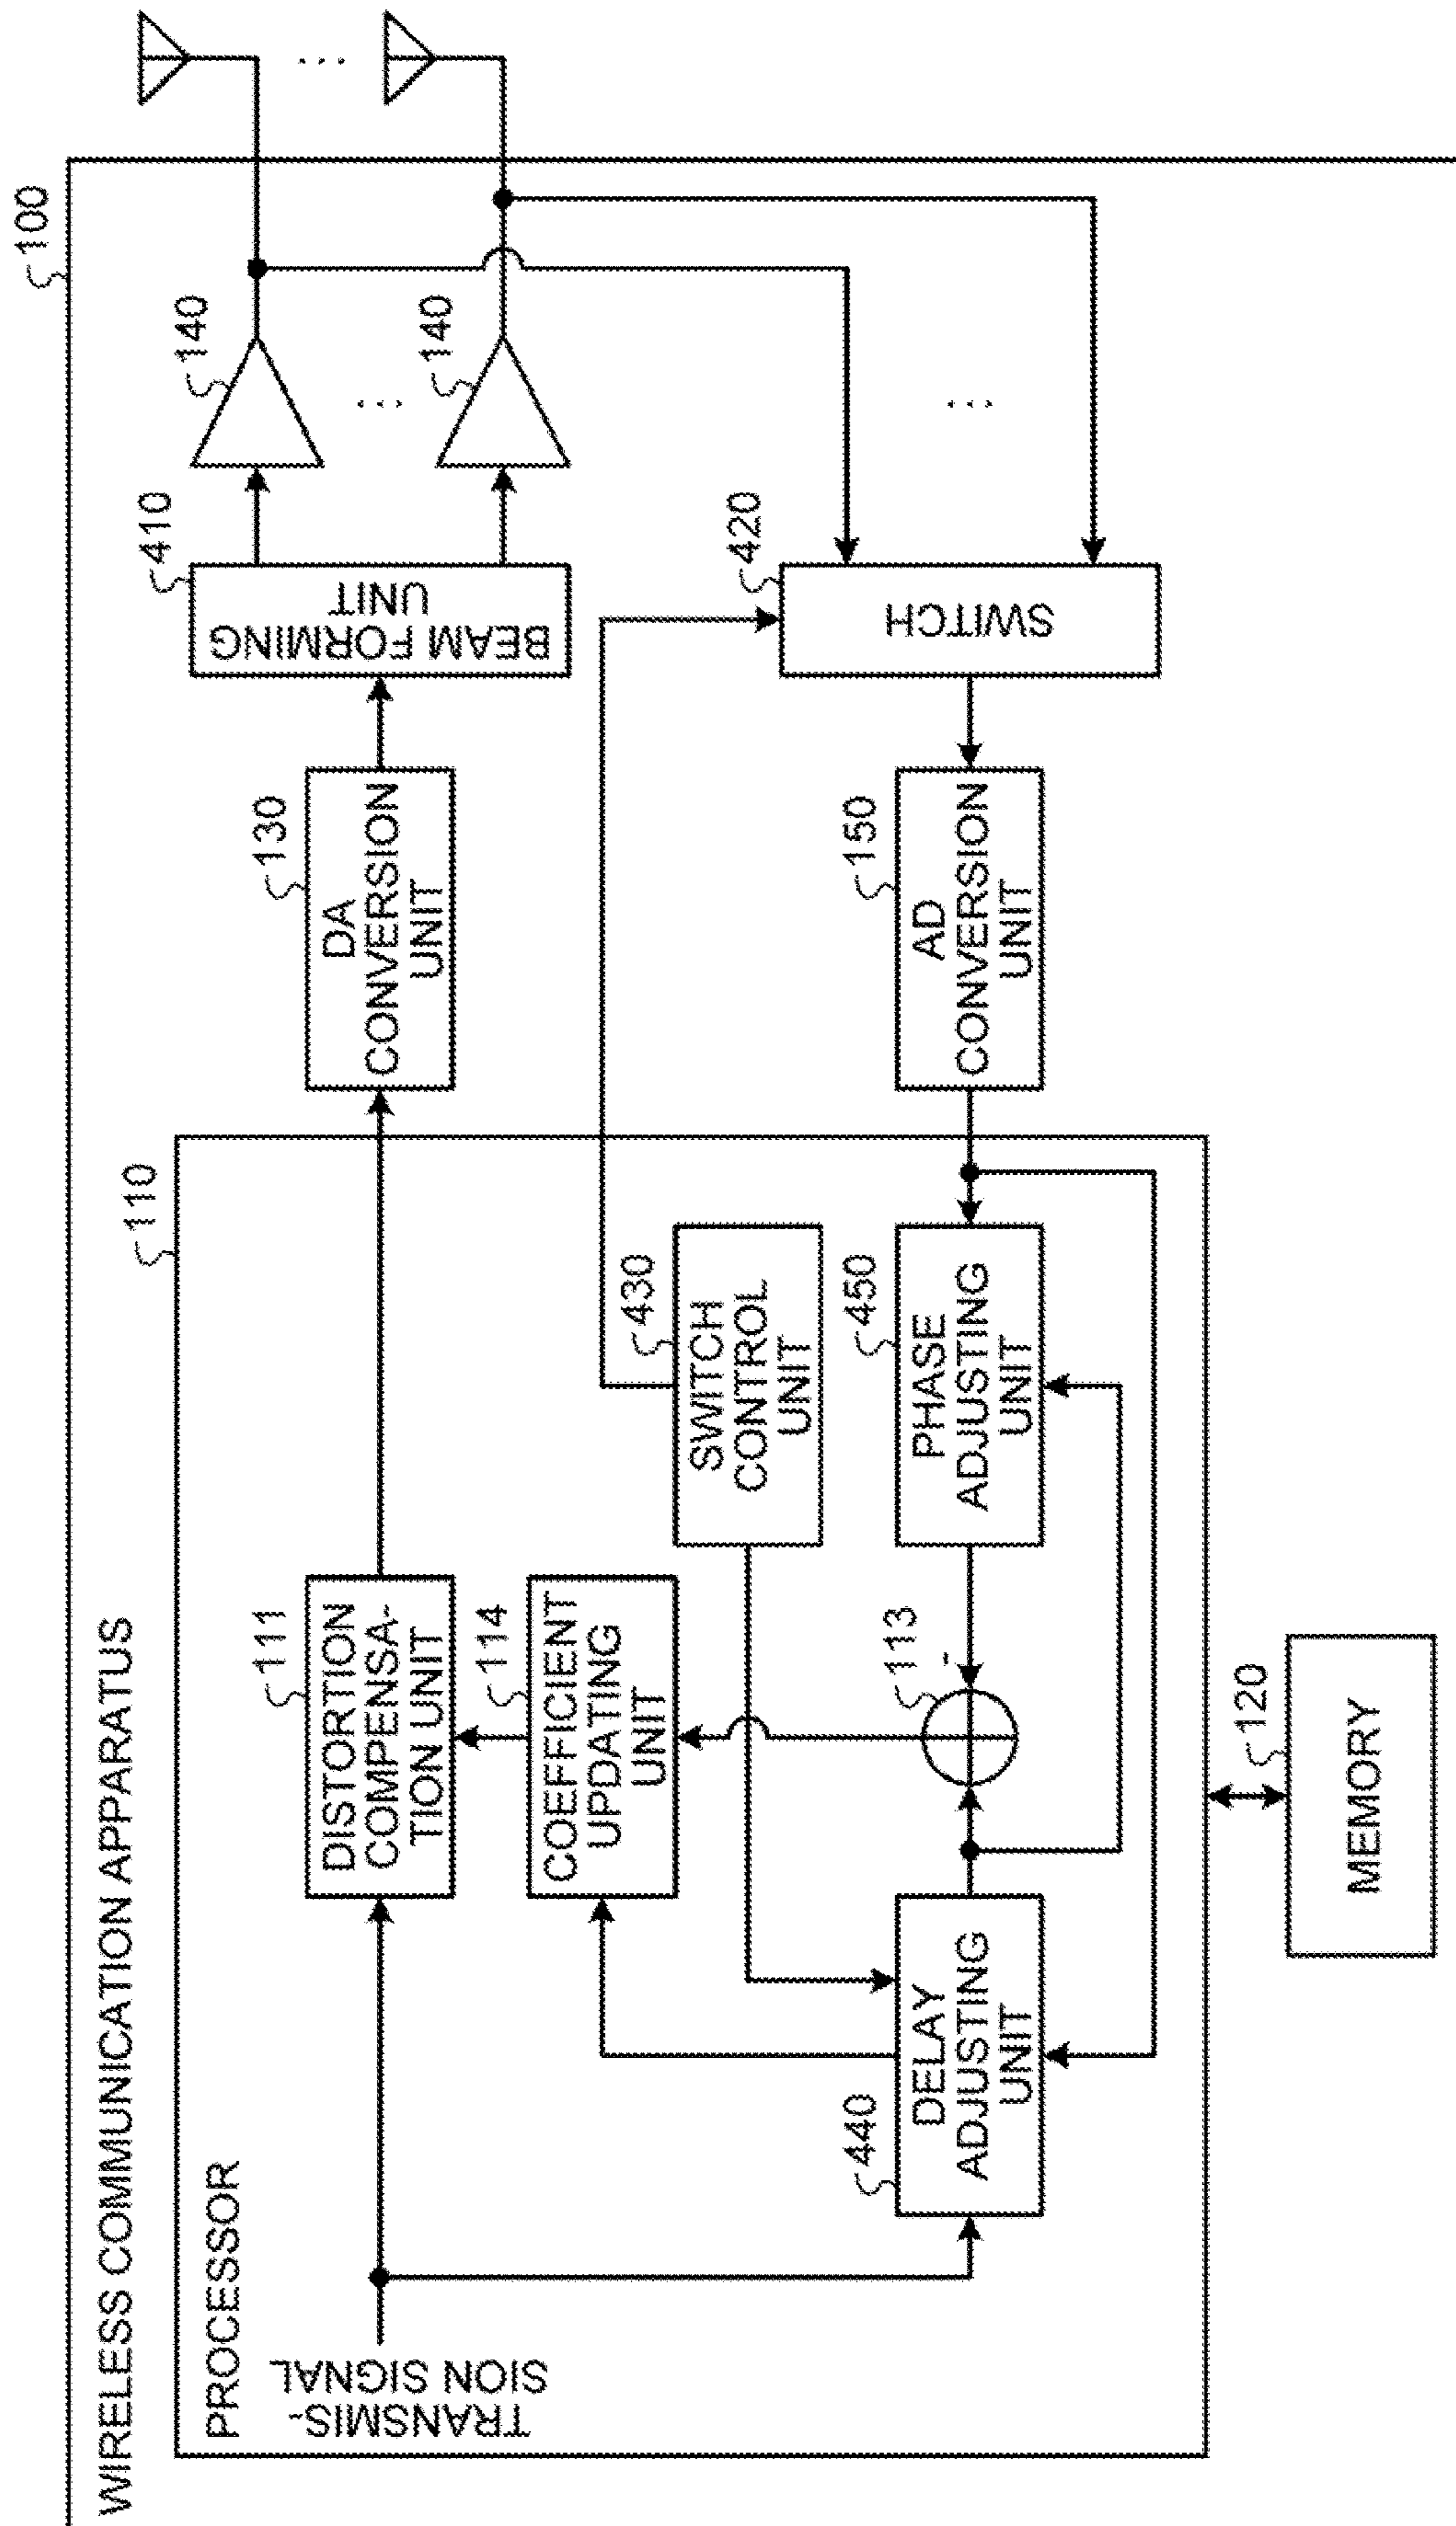 WIRELESS COMMUNICATION APPARATUS
100
PROCESSOR
110
TRANSMIS-
SION SIGNAL
111
DISTORTION
COMPENSA-
TION UNIT
130
DA
CONVERSION
UNIT
410
BEAM FORMING
UNIT
140
...
140
...
114
COEFFICIENT
UPDATING
UNIT
430
SWITCH
CONTROL
UNIT
420
SWITCH
...
440
DELAY
ADJUSTING
UNIT
113
-
450
PHASE
ADJUSTING
UNIT
150
AD
CONVERSION
UNIT
120
MEMORY